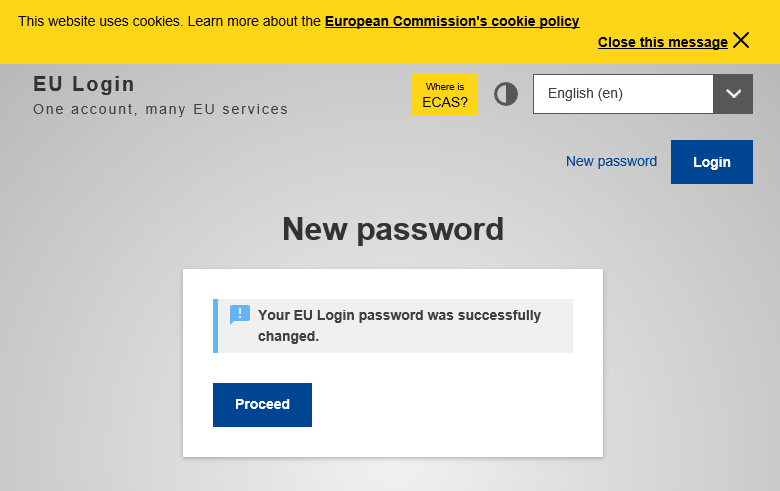 This website uses cookies. Learn more about the European Commission's cookie policy
Close this message
EU Login
One account, many EU services
Where is
ECAS?
English (en)
New password
Login
New password
Your EU Login password was successfully
changed.
Proceed